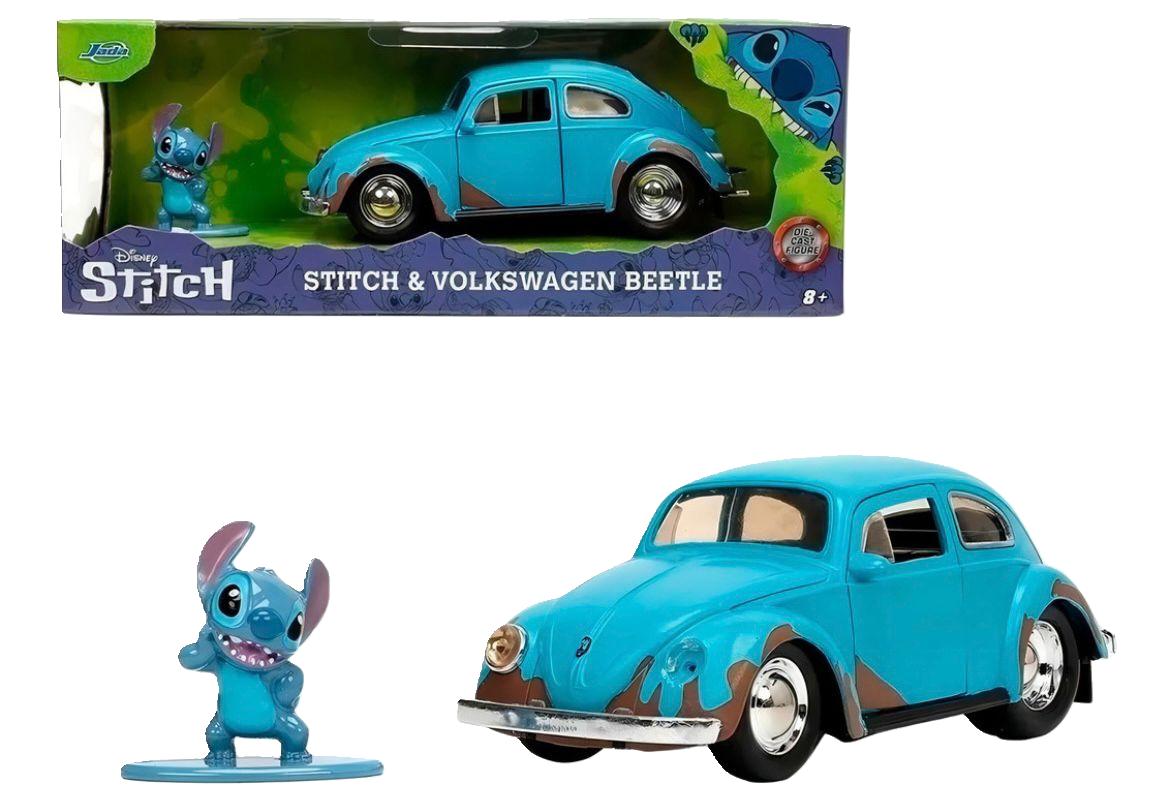 Jada
Disney
Stitch
STITCH & VOLKSWAGEN BEETLE
DIE
CAST
FIGURE
8+